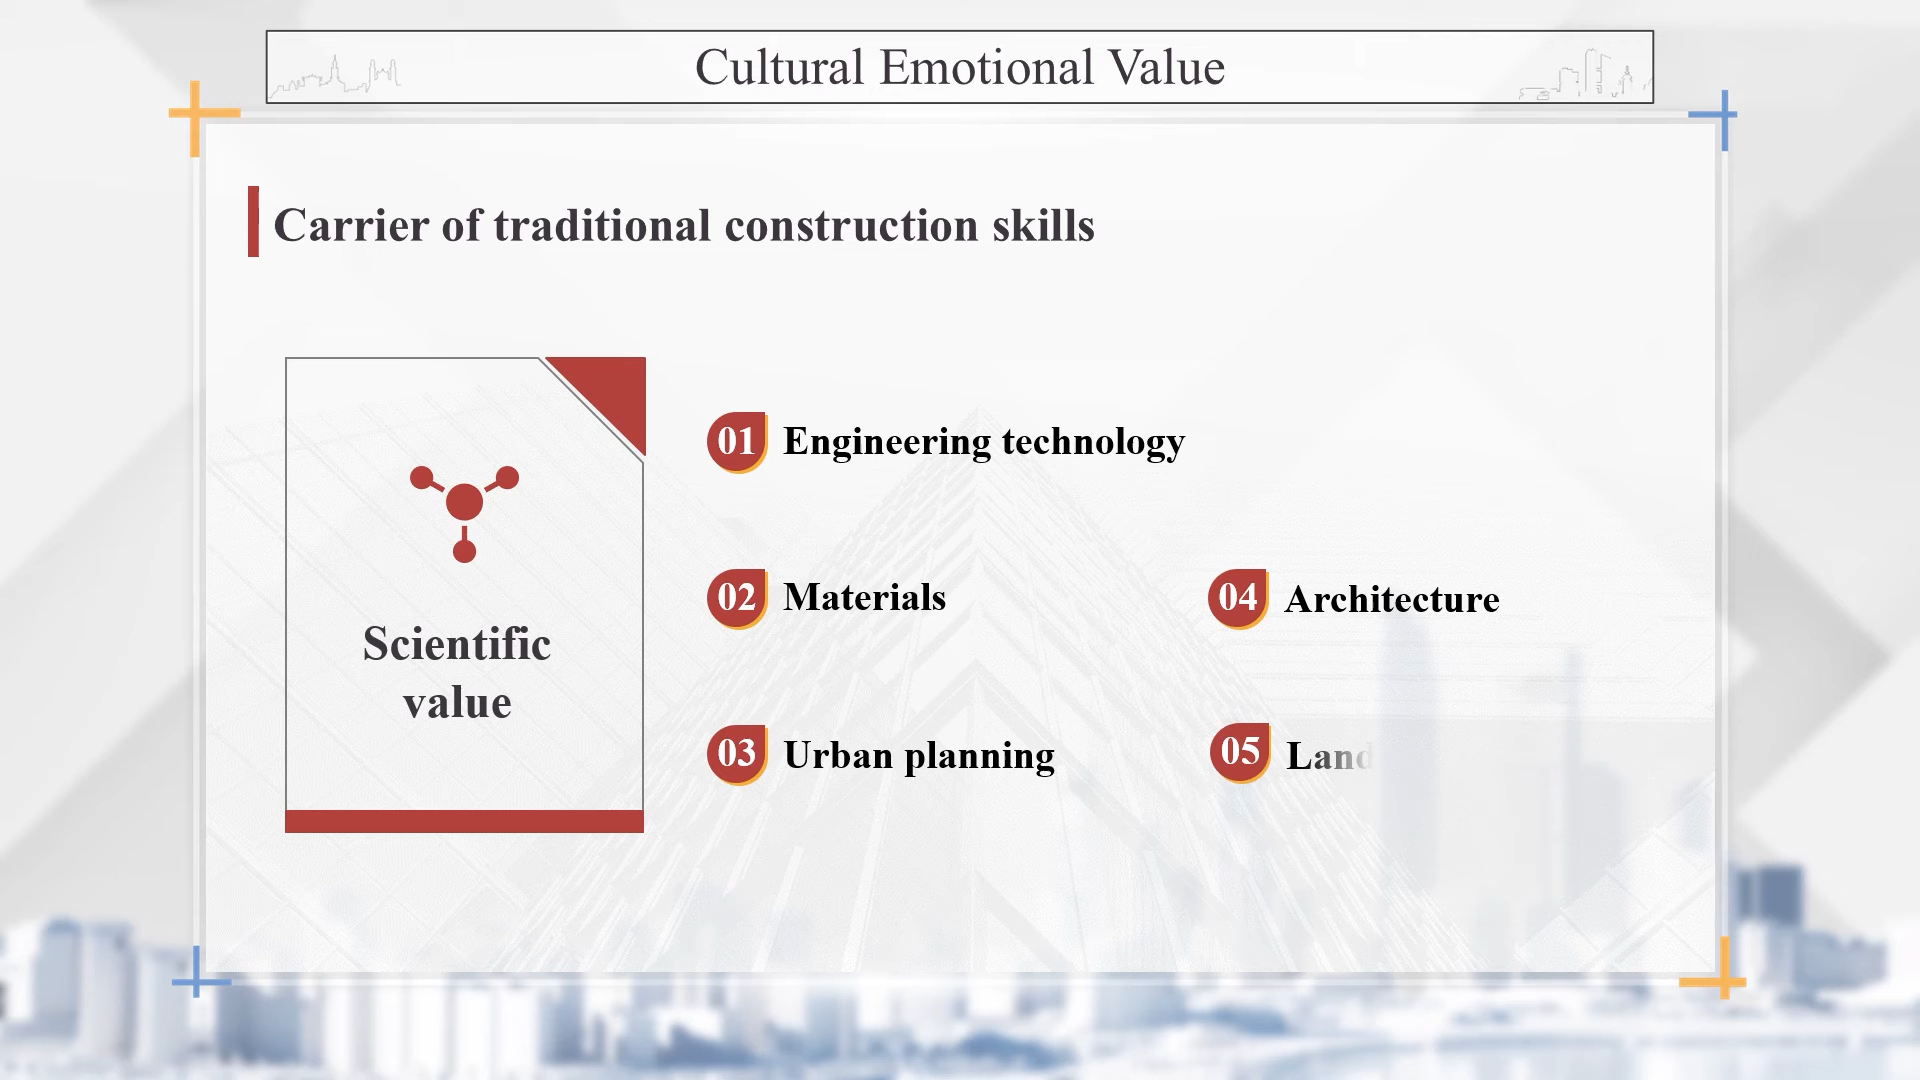 Cultural Emotional Value
Carrier of traditional construction skills
Scientific
value
01 Engineering technology
02 Materials
03 Urban planning
04 Architecture
05 Land